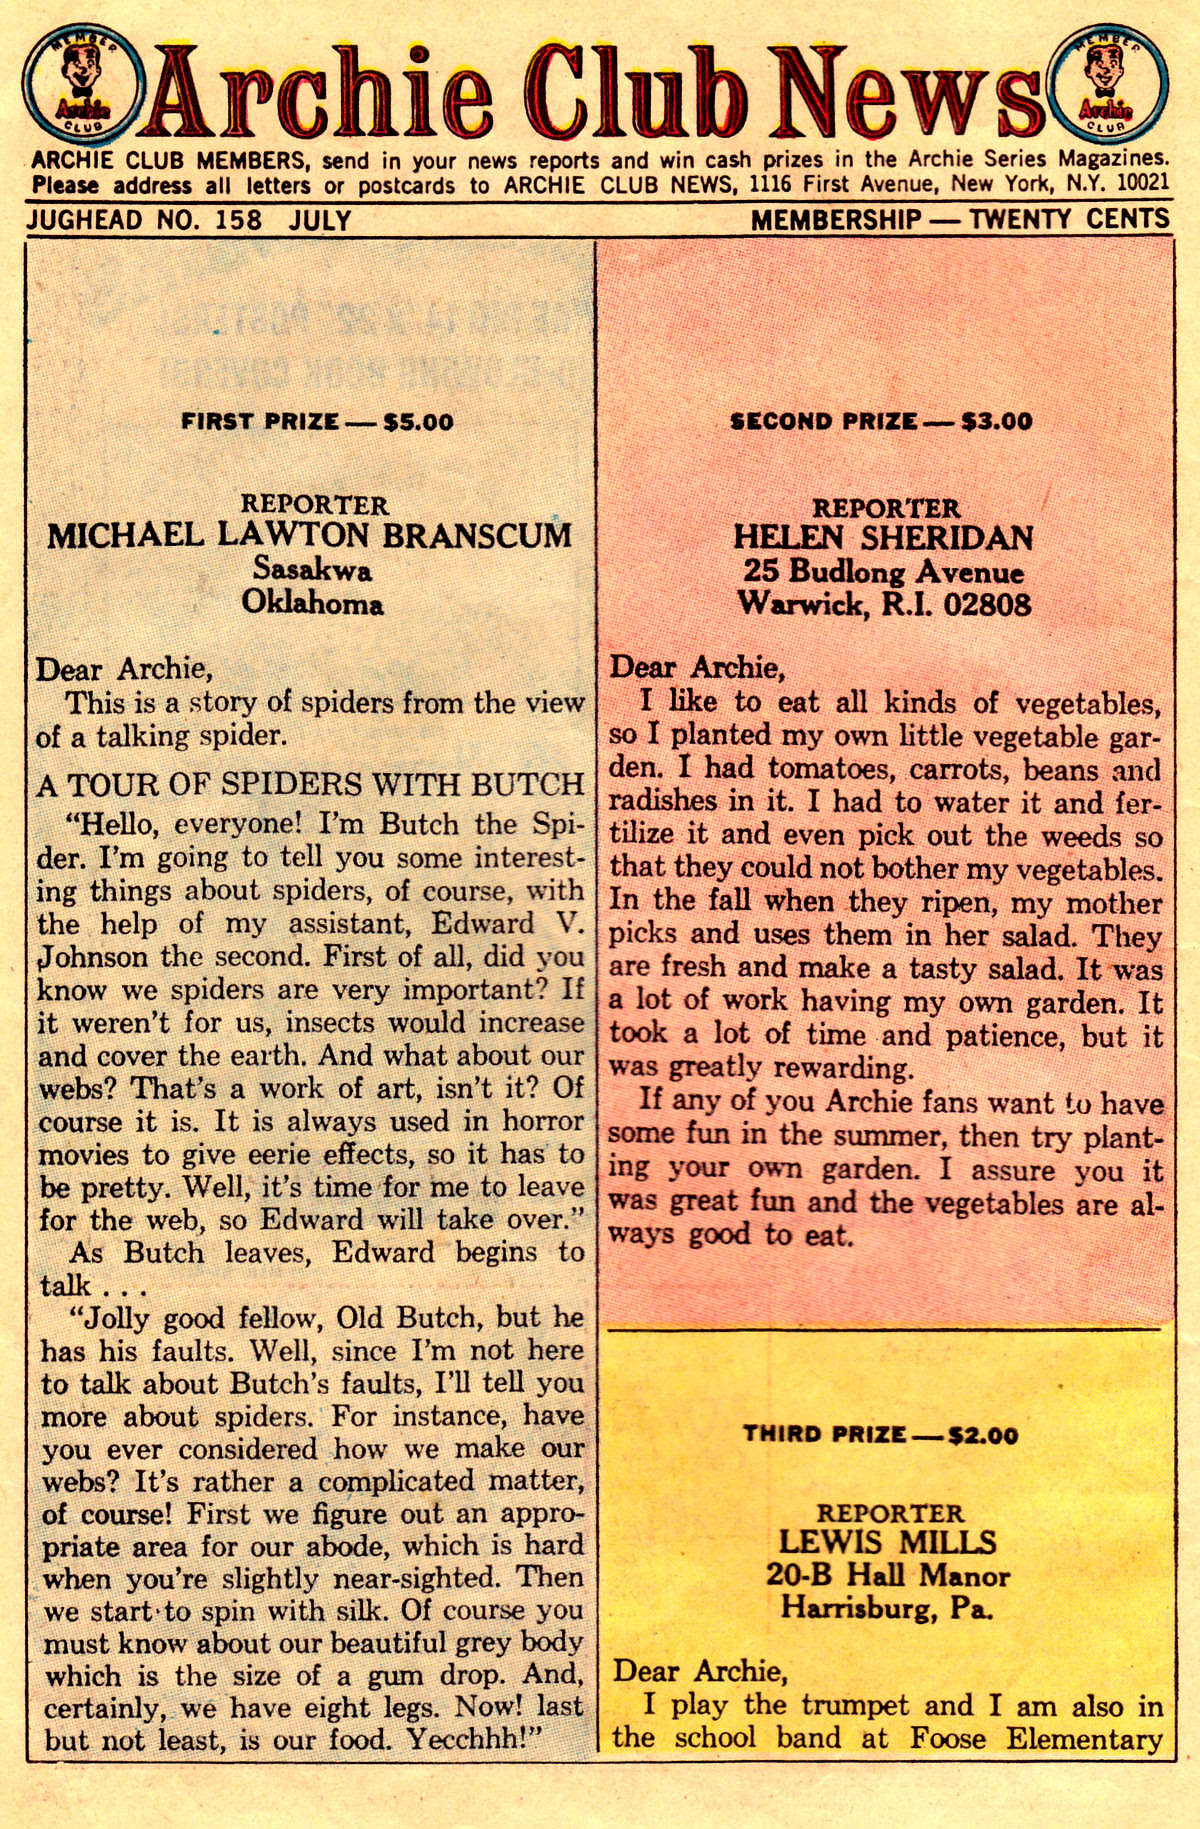 MEMBER
Archie
CLUB
Archie Club News
MEMBER
Archie
CLUB
ARCHIE CLUB MEMBERS, send in your news reports and win cash prizes in the Archie Series Magazines.
Please address all letters or postcards to ARCHIE CLUB NEWS, 1116 First Avenue, New York, N.Y. 10021
JUGHEAD NO. 158 JULY
MEMBERSHIP — TWENTY CENTS
FIRST PRIZE — $5.00
REPORTER
MICHAEL LAWTON BRANSCUM
Sasakwa
Oklahoma
Dear Archie,
This is a story of spiders from the view
of a talking spider.
A TOUR OF SPIDERS WITH BUTCH
“Hello, everyone! I'm Butch the Spi-
der. I'm going to tell you some interest-
ing things about spiders, of course, with
the help of my assistant, Edward V.
Johnson the second. First of all, did you
know we spiders are very important? If
it weren't for us, insects would increase
and cover the earth. And what about our
webs? That's a work of art, isn't it? Of
course it is. It is always used in horror
movies to give eerie effects, so it has to
be pretty. Well, it's time for me to leave
for the web, so Edward will take over.”
As Butch leaves, Edward begins to
talk . . .
“Jolly good fellow, Old Butch, but he
has his faults. Well, since I'm not here
to talk about Butch's faults, I'll tell you
more about spiders. For instance, have
you ever considered how we make our
webs? It's rather a complicated matter,
of course! First we figure out an appro-
priate area for our abode, which is hard
when you're slightly near-sighted. Then
we start to spin with silk. Of course you
must know about our beautiful grey body
which is the size of a gum drop. And,
certainly, we have eight legs. Now! last
but not least, is our food. Yecchhh!”
SECOND PRIZE — $3.00
REPORTER
HELEN SHERIDAN
25 Budlong Avenue
Warwick, R.I. 02808
Dear Archie,
I like to eat all kinds of vegetables,
so I planted my own little vegetable gar-
den. I had tomatoes, carrots, beans and
radishes in it. I had to water it and fer-
tilize it and even pick out the weeds so
that they could not bother my vegetables.
In the fall when they ripen, my mother
picks and uses them in her salad. They
are fresh and make a tasty salad. It was
a lot of work having my own garden. It
took a lot of time and patience, but it
was greatly rewarding.
If any of you Archie fans want to have
some fun in the summer, then try plant-
ing your own garden. I assure you it
was great fun and the vegetables are al-
ways good to eat.
THIRD PRIZE — $2.00
REPORTER
LEWIS MILLS
20-B Hall Manor
Harrisburg, Pa.
Dear Archie,
I play the trumpet and I am also in
the school band at Foose Elementary